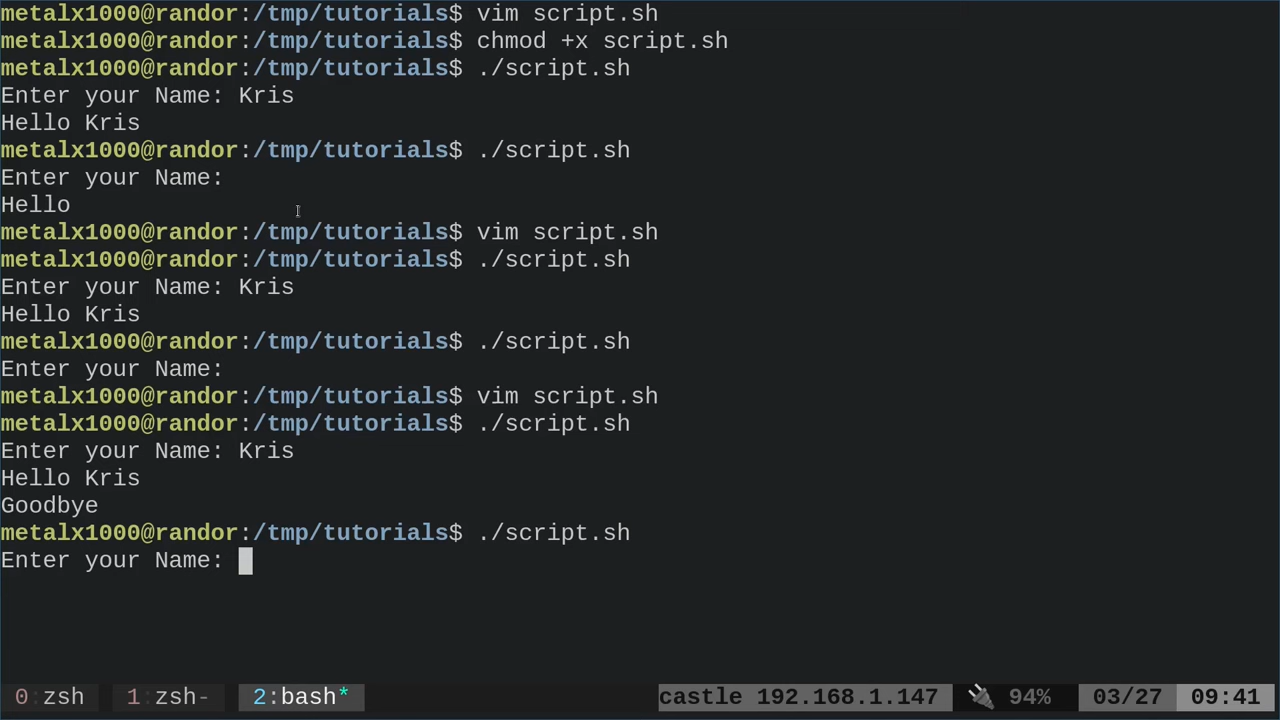 metalx1000@randor:/tmp/tutorials$ vim script.sh
metalx1000@randor:/tmp/tutorials$ chmod +x script.sh
metalx1000@randor:/tmp/tutorials$ ./script.sh
Enter your Name: Kris
Hello Kris
metalx1000@randor:/tmp/tutorials$ ./script.sh
Enter your Name:
Hello
metalx1000@randor:/tmp/tutorials$ vim script.sh
metalx1000@randor:/tmp/tutorials$ ./script.sh
Enter your Name: Kris
Hello Kris
metalx1000@randor:/tmp/tutorials$ ./script.sh
Enter your Name:
metalx1000@randor:/tmp/tutorials$ vim script.sh
metalx1000@randor:/tmp/tutorials$ ./script.sh
Enter your Name: Kris
Hello Kris
Goodbye
metalx1000@randor:/tmp/tutorials$ ./script.sh
Enter your Name:
0:zsh 1:zsh- 2:bash* castle 192.168.1.147 🔌 94% 03/27 09:41